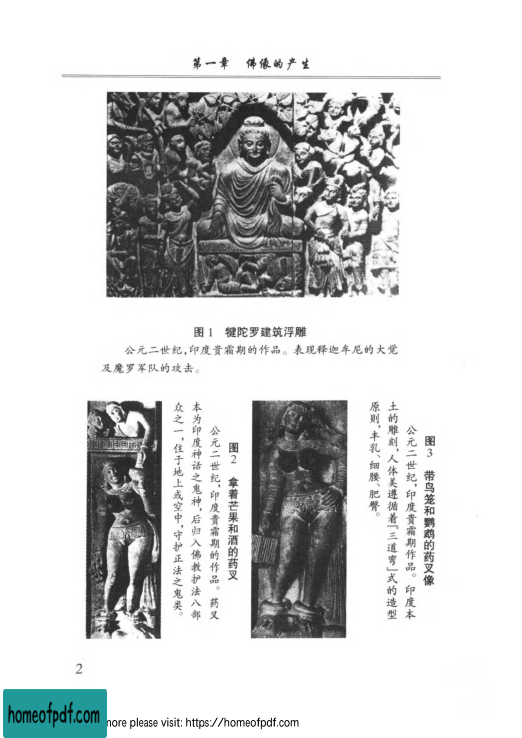 第一章 佛像的产生
图1 犍陀罗建筑浮雕
公元二世纪,印度贵霜期的作品。表现释迦牟尼的大觉
及魔罗军队的攻击。
图2 拿着芒果和酒的药叉
公元二世纪,印度贵霜期的作品。药叉
本为印度神话之鬼神,后归入佛教护法八部
众之一,住于地上或空中,守护正法之鬼类。
图3 带鸟笼和鹦鹉的药叉像
公元二世纪,印度贵霜期作品。印度本
土的雕刻,人体美遵循着“三道弯”式的造型
原则,丰乳、细腰、肥臀。
2
homeofpdf.com
more please visit: https://homeofpdf.com